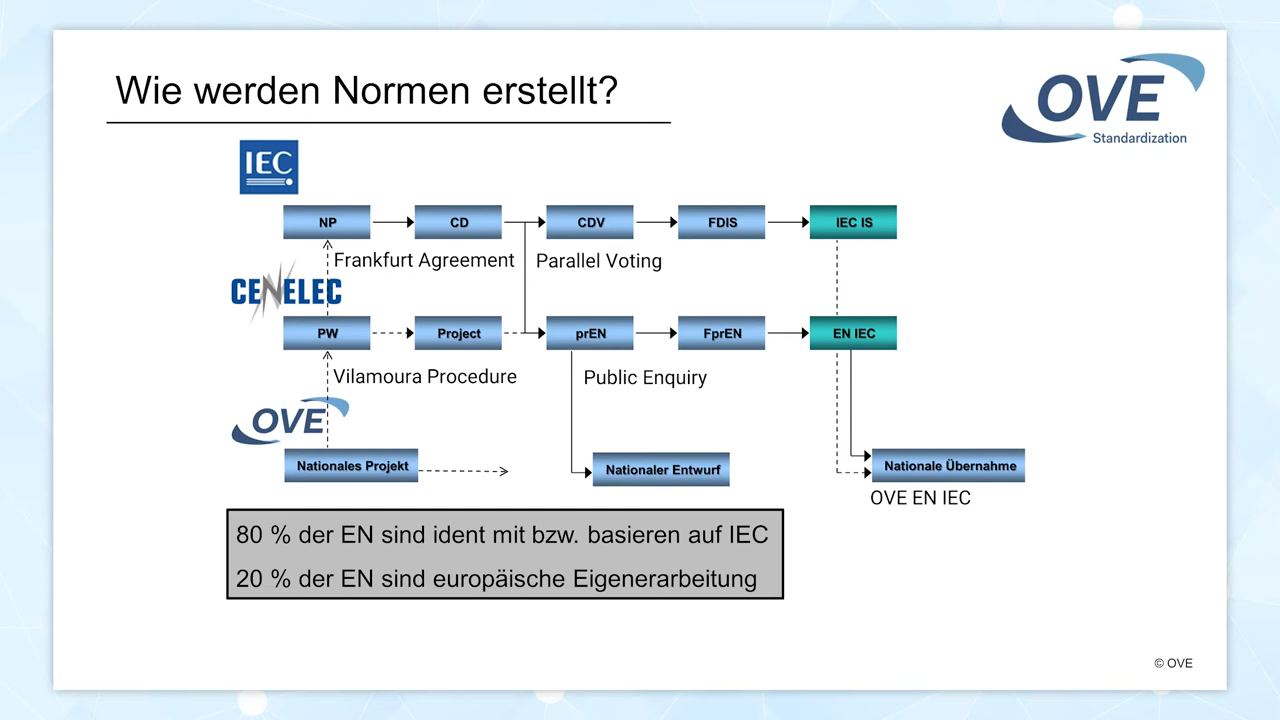 Wie werden Normen erstellt?
OVE
Standardization
IEC
NP
CD
CDV
FDIS
IEC IS
Frankfurt Agreement
Parallel Voting
CENELEC
PW
Project
prEN
FprEN
EN IEC
Vilamoura Procedure
Public Enquiry
OVE
Nationales Projekt
Nationaler Entwurf
Nationale Übernahme
OVE EN IEC
80 % der EN sind ident mit bzw. basieren auf IEC
20 % der EN sind europäische Eigenerarbeitung
© OVE